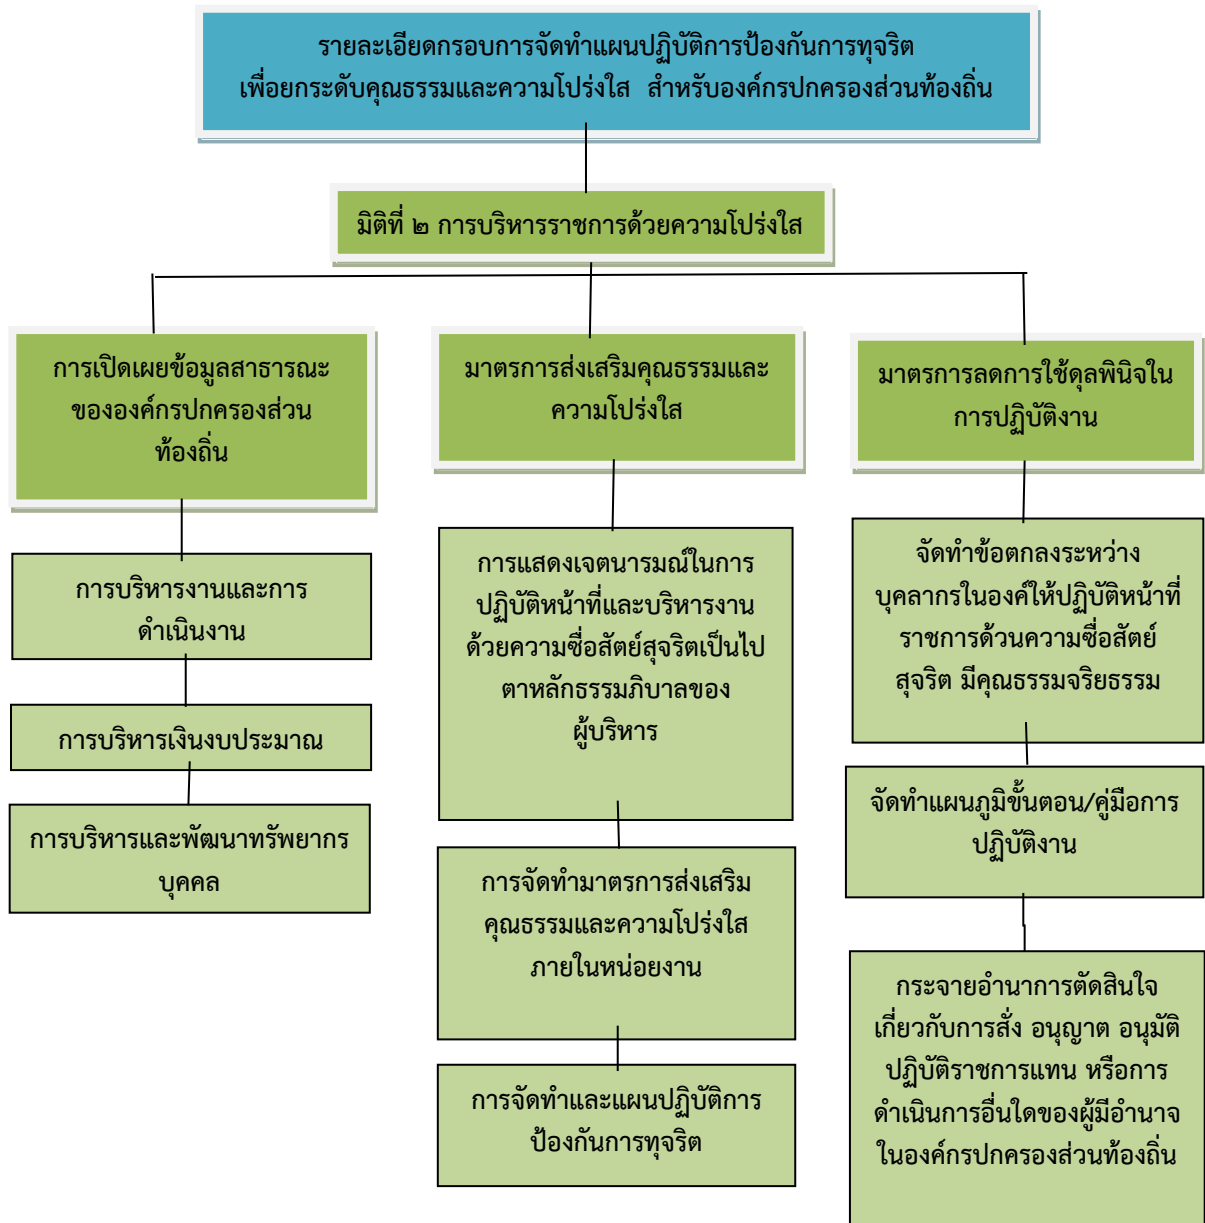 รายละเอียดกรอบการจัดทำแผนปฏิบัติการป้องกันการทุจริต
เพื่อยกระดับคุณธรรมและความโปร่งใส สำหรับองค์กรปกครองส่วนท้องถิ่น
มิติที่ ๒ การบริหารราชการด้วยความโปร่งใส
การเปิดเผยข้อมูลสาธารณะ
ขององค์กรปกครองส่วน
ท้องถิ่น
การบริหารงานและการ
ดำเนินงาน
การบริหารเงินงบประมาณ
การบริหารและพัฒนาทรัพยากร
บุคคล
มาตรการส่งเสริมคุณธรรมและ
ความโปร่งใส
การแสดงเจตนารมณ์ในการ
ปฏิบัติหน้าที่และบริหารงาน
ด้วยความซื่อสัตย์สุจริตเป็นไป
ตาหลักธรรมภิบาลของ
ผู้บริหาร
การจัดทำมาตรการส่งเสริม
คุณธรรมและความโปร่งใส
ภายในหน่อยงาน
การจัดทำและแผนปฏิบัติการ
ป้องกันการทุจริต
มาตรการลดการใช้ดุลพินิจใน
การปฏิบัติงาน
จัดทำข้อตกลงระหว่าง
บุคลากรในองค์ให้ปฏิบัติหน้าที่
ราชการด้วนความซื่อสัตย์
สุจริต มีคุณธรรมจริยธรรม
จัดทำแผนภูมิขั้นตอน/คู่มือการ
ปฏิบัติงาน
กระจายอำนาการตัดสินใจ
เกี่ยวกับการสั่ง อนุญาต อนุมัติ
ปฏิบัติราชการแทน หรือการ
ดำเนินการอื่นใดของผู้มีอำนาจ
ในองค์กรปกครองส่วนท้องถิ่น